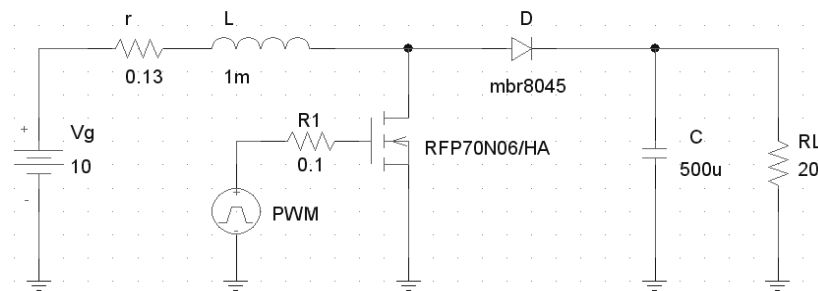 r
L
D
0.13
1m
mbr8045
+
Vg
10
-
R1
0.1
RFP70N06/HA
+
-
PWM
C
500u
RL
20